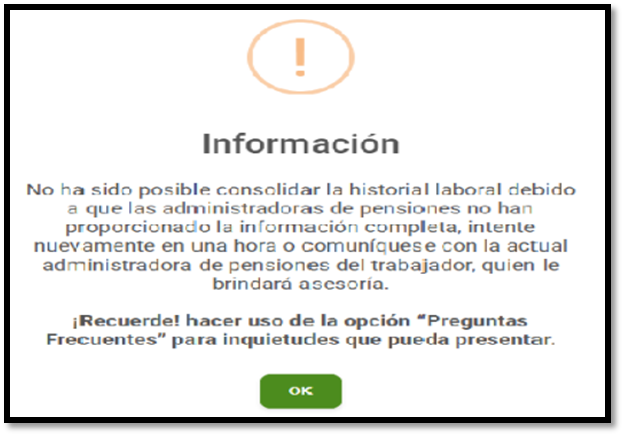 !
Información
No ha sido posible consolidar la historial laboral debido
a que las administradoras de pensiones no han
proporcionado la información completa, intente
nuevamente en una hora o comuníquese con la actual
administradora de pensiones del trabajador, quien le
brindará asesoría.
¡Recuerde! hacer uso de la opción “Preguntas
Frecuentes” para inquietudes que pueda presentar.
OK